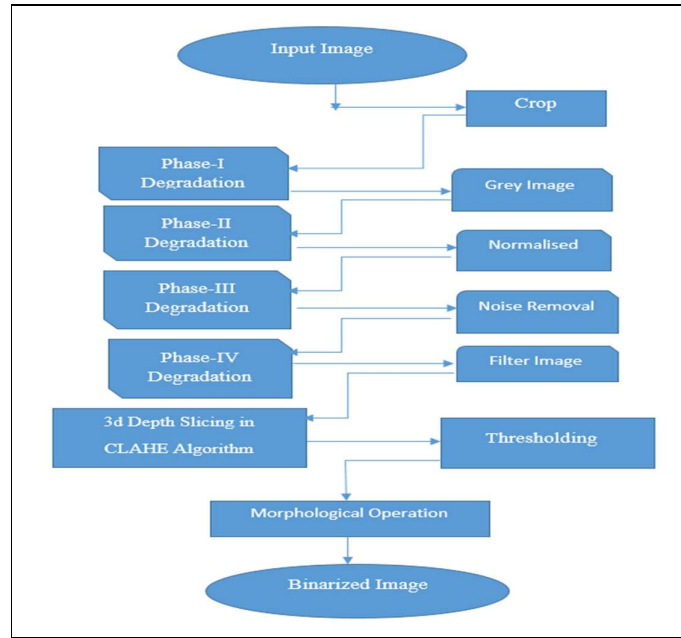 Input Image
Crop
Phase-I
Degradation
Grey Image
Phase-II
Degradation
Normalised
Phase-III
Degradation
Noise Removal
Phase-IV
Degradation
Filter Image
3d Depth Slicing in
CLAHE Algorithm
Thresholding
Morphological Operation
Binarized Image